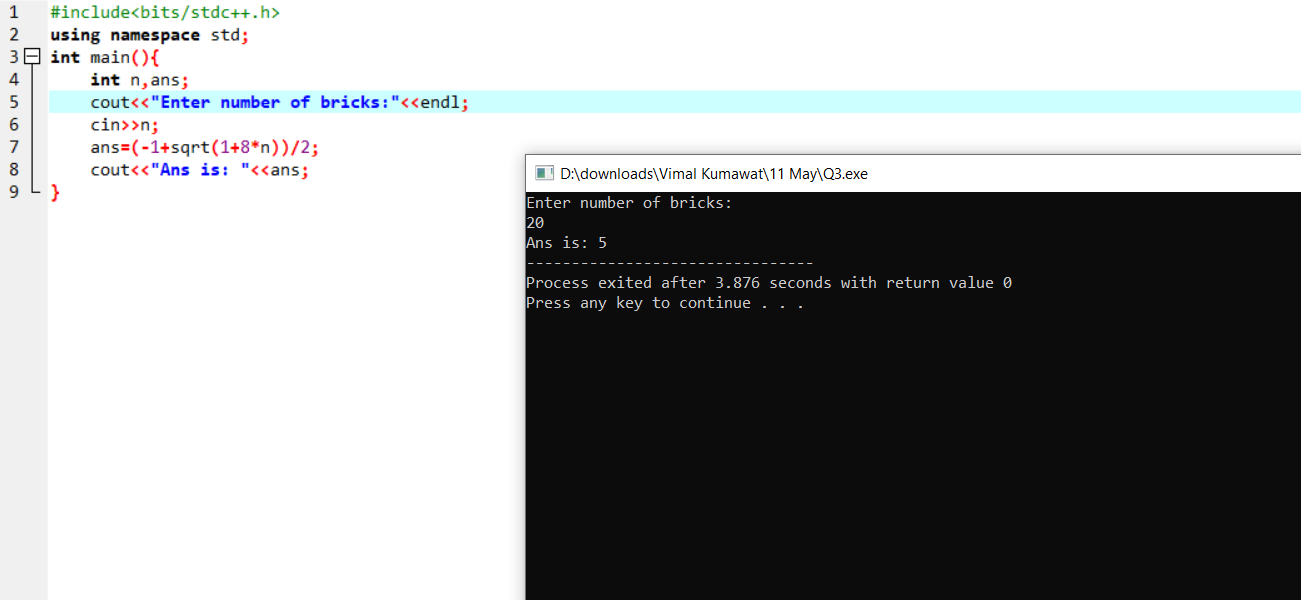 1 #include<bits/stdc++.h>
2 using namespace std;
3 int main(){
4 int n,ans;
5 cout<<"Enter number of bricks:"<<endl;
6 cin>>n;
7 ans=(-1+sqrt(1+8*n))/2;
8 cout<<"Ans is: "<<ans;
9 }
D:\downloads\Vimal Kumawat\11 May\Q3.exe
Enter number of bricks:
20
Ans is: 5
--------------------------------
Process exited after 3.876 seconds with return value 0
Press any key to continue . . .